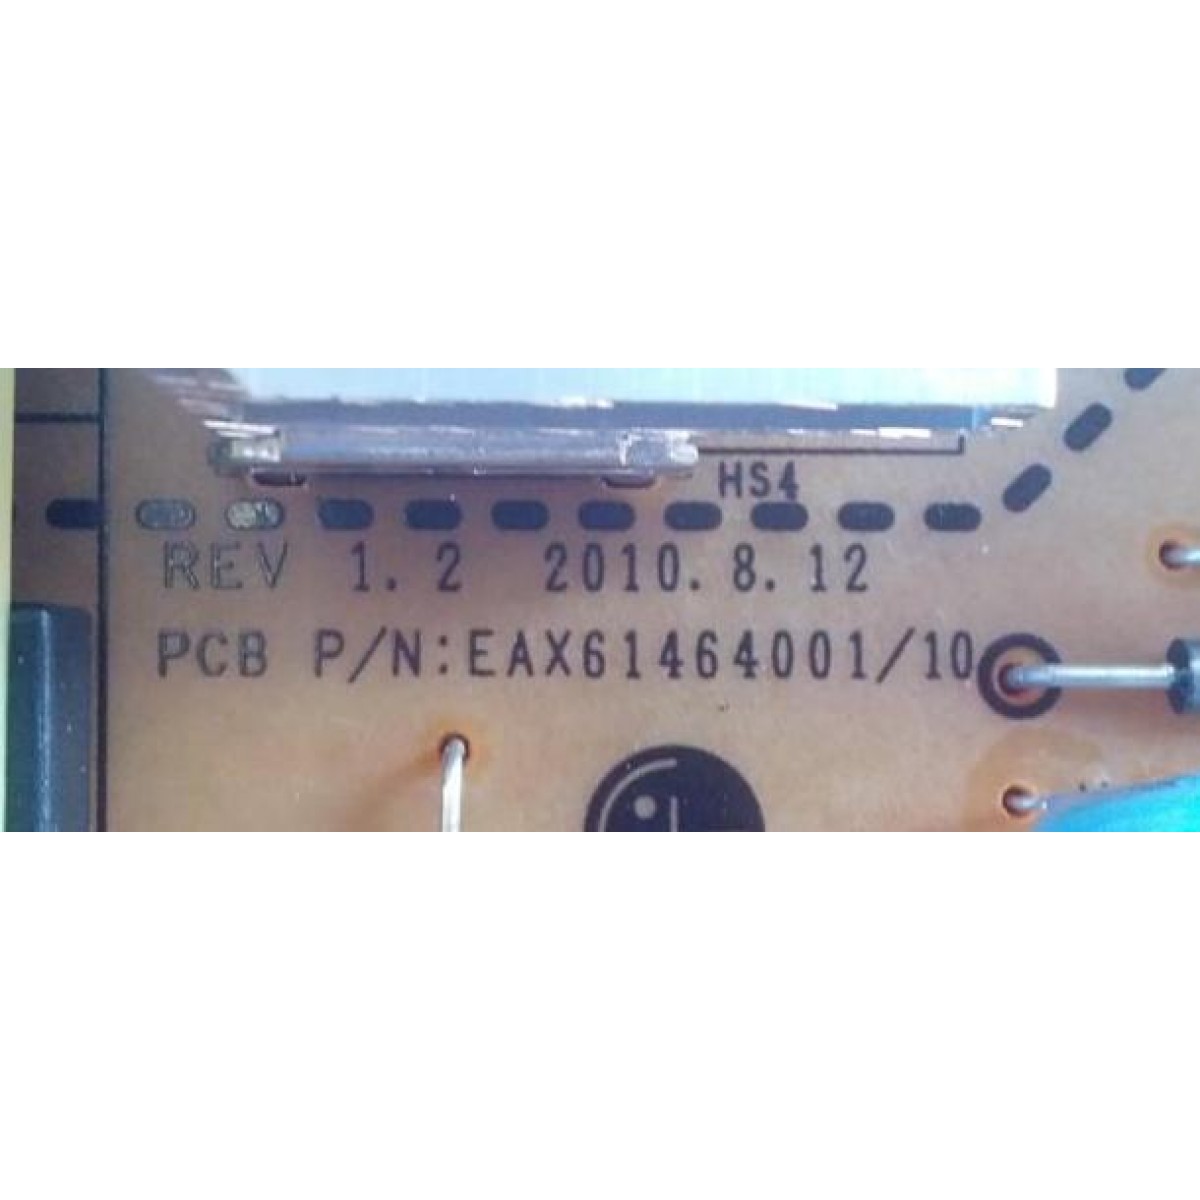 HS4
REV 1.2 2010.8.12
PCB P/N:EAX61464001/10